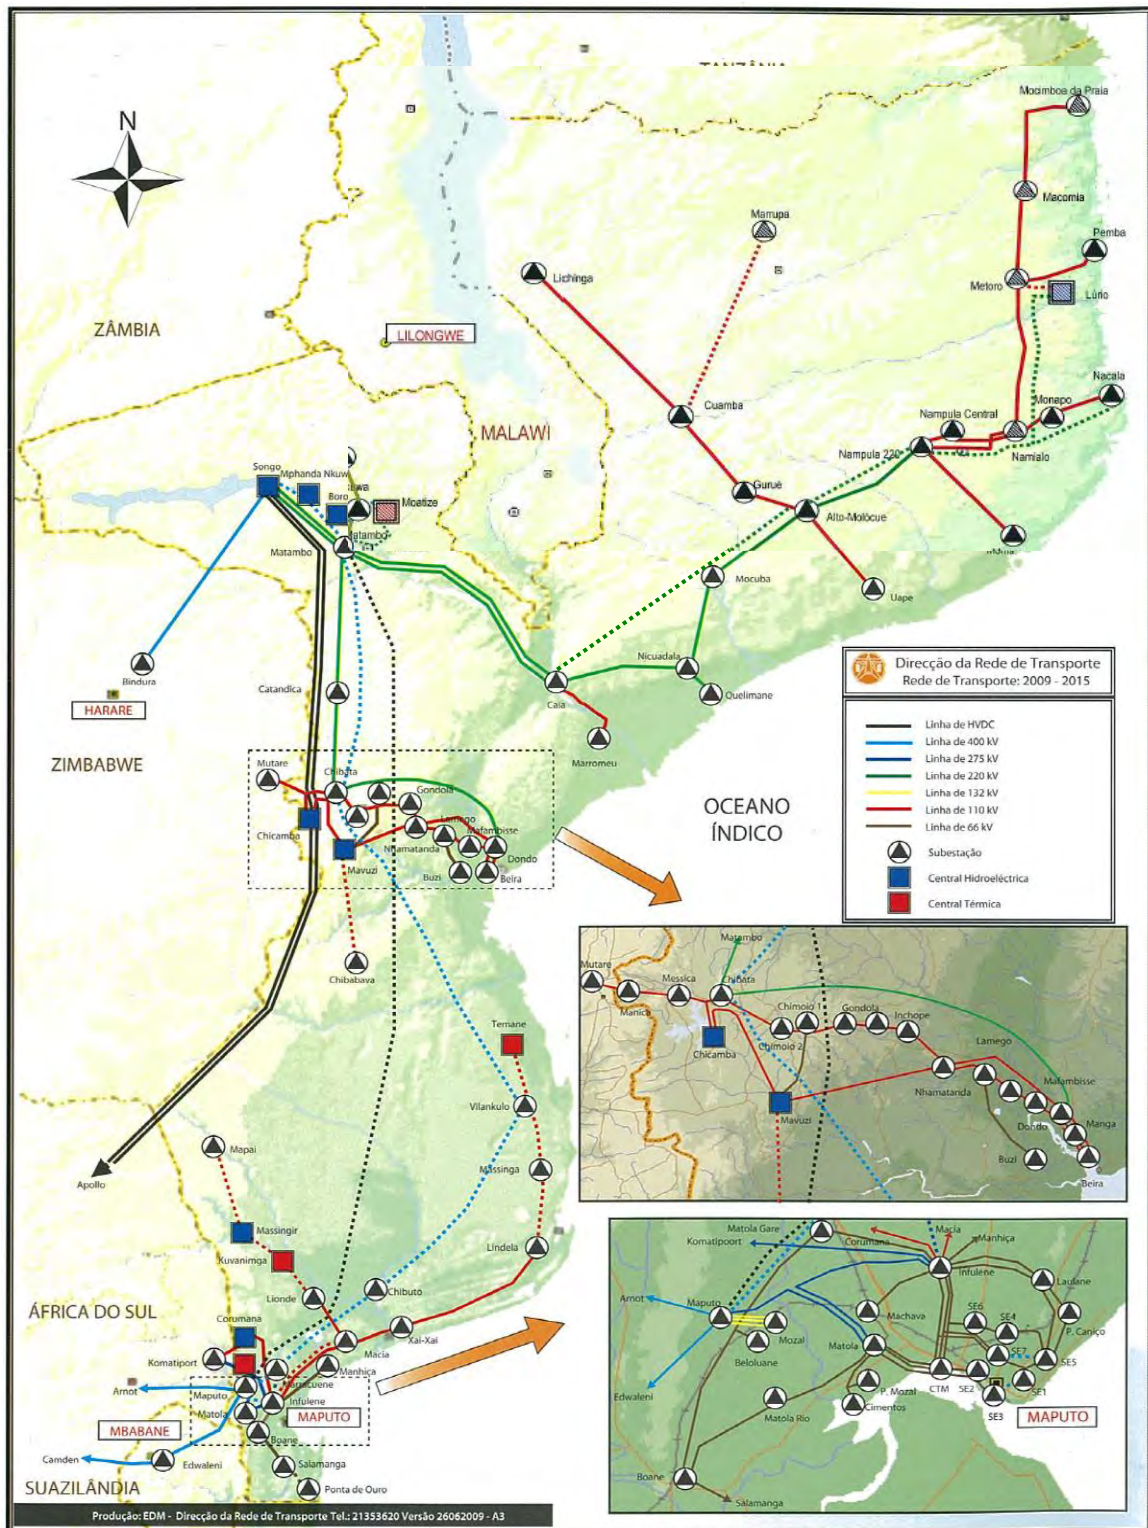 N
Mocimboa da Praia
Macomia
Marrupa
Pemba
Lichinga
Metoro
Lúrio
ZÂMBIA
LILONGWE
Nacala
Cuamba
Monapo
Nampula Central
MALAWI
Nampula 220
Namialo
Songo
Mphanda Nkuw
Gurue
Moatize
Boro
Alto-Molócue
Matambo
Mocuba
Uape
Nicuadala
Direcção da Rede de Transporte
Rede de Transporte: 2009 - 2015
Bindura
Catandica
Quelimane
HARARE
Caia
Linha de HVDC
Linha de 400 kV
Linha de 275 kV
Linha de 220 kV
Linha de 132 kV
Linha de 110 kV
Linha de 66 kV
Subestação
Central Hidroeléctrica
Central Térmica
Marromeu
ZIMBABWE
Mutare
Chibata
OCEANO
ÍNDICO
Gondola
Lamego
Mafambisse
Chicamba
Nhamatanda
Dondo
Mavuzi
Buzi
Beira
Chibabava
Matambo
Mutare
Messica
Chibata
Manica
Chimoio 1
Gondola
Inchope
Chimoio 2
Chicamba
Lamego
Nhamatanda
Mafambisse
Mavuzi
Dondo
Manga
Buzi
Beira
Temane
Vilankulo
Mapai
Massinga
Apollo
Massingir
Kuvanimga
Lindela
Chibuto
Lionde
ÁFRICA DO SUL
Corumana
Xai-Xai
Macia
Komatiport
Manhiça
Arnot
Maputo
Infulene
Matola
MAPUTO
MBABANE
Boane
Camden
Edwaleni
Salamanga
SUAZILÂNDIA
Ponta de Ouro
Matola Gare
Macia
Komatipoort
Corumana
Manhiça
Infulene
Laulane
Arnot
Maputo
Machava
SE6
SE4
P. Caniço
Mozal
Matola
SE7
Beloluane
SE5
Edwaleni
P. Mozal
CTM
SE2
SE1
Matola Rio
Cimentos
SE3
MAPUTO
Boane
Salamanga
Produção: EDM - Direcção da Rede de Transporte Tel.: 21353620 Versão 26062009 - A3